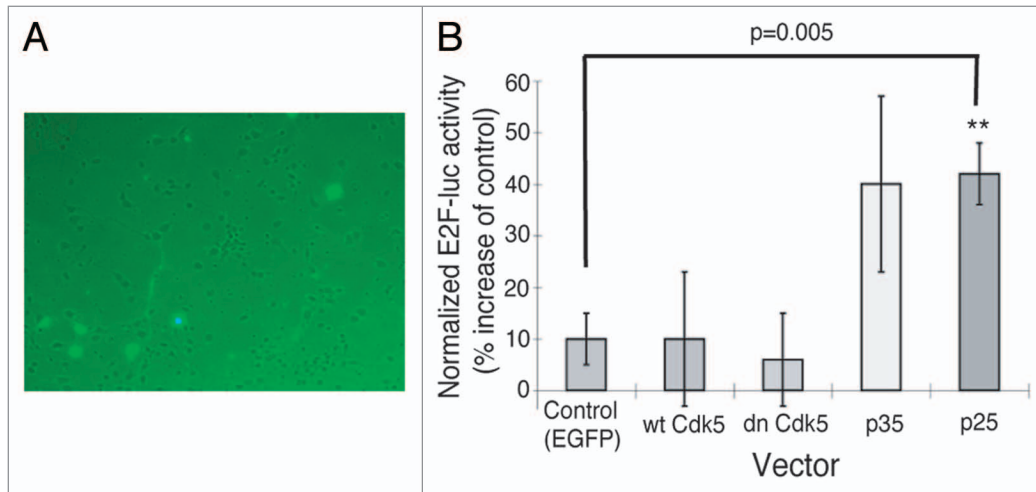 A
B
p=0.005
Normalized E2F-luc activity
(% increase of control)
60
50
40
30
20
10
0
**
Control
(EGFP)
wt Cdk5
dn Cdk5
p35
p25
Vector